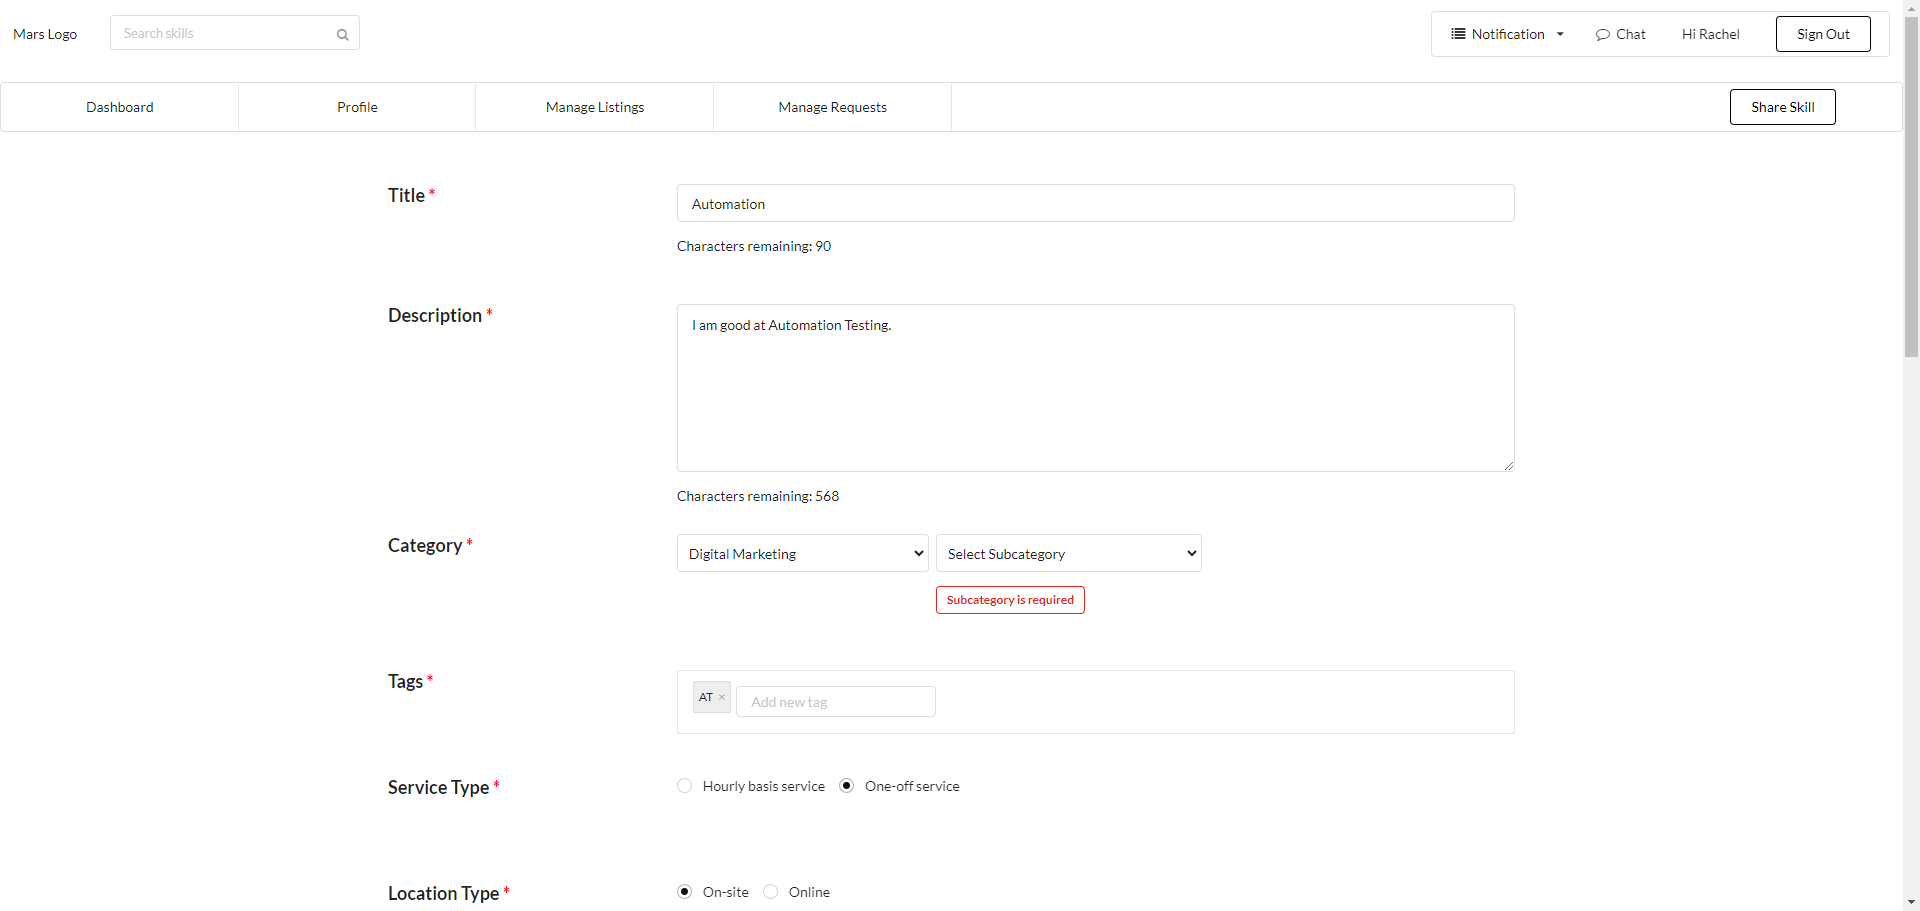 Mars Logo
Search skills
Notification
Chat
Hi Rachel
Sign Out
Dashboard
Profile
Manage Listings
Manage Requests
Share Skill
Title *
Automation
Characters remaining: 90
Description *
I am good at Automation Testing.
Characters remaining: 568
Category *
Digital Marketing
Select Subcategory
Subcategory is required
Tags *
AT ×
Add new tag
Service Type *
Hourly basis service
One-off service
Location Type *
On-site
Online